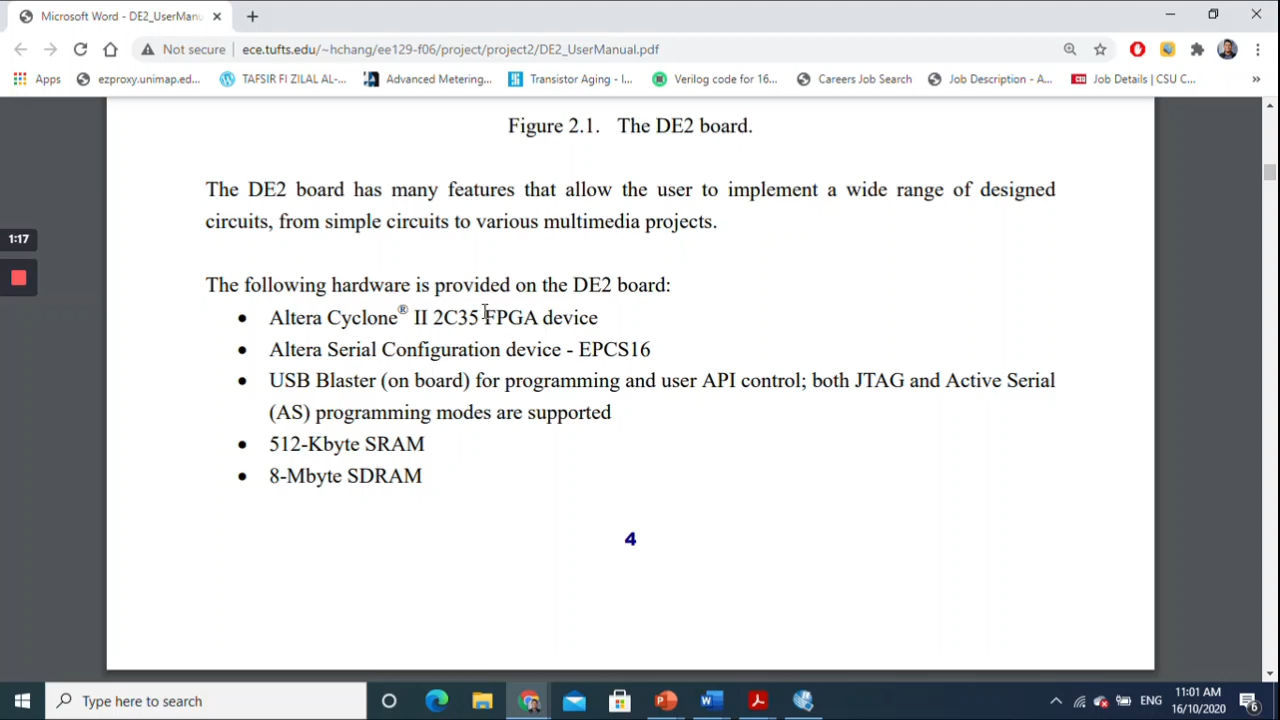 Microsoft Word - DE2_UserManu
Not secure | ece.tufts.edu/~hchang/ee129-f06/project/project2/DE2_UserManual.pdf
Apps ezproxy.unimap.ed... TAFSIR FI ZILAL AL-... Advanced Metering... Transistor Aging - I... Verilog code for 16... Careers Job Search Job Description - A... Job Details | CSU C... »
Figure 2.1. The DE2 board.
The DE2 board has many features that allow the user to implement a wide range of designed
circuits, from simple circuits to various multimedia projects.
1:17
The following hardware is provided on the DE2 board:
• Altera Cyclone® II 2C35 FPGA device
• Altera Serial Configuration device - EPCS16
• USB Blaster (on board) for programming and user API control; both JTAG and Active Serial
(AS) programming modes are supported
• 512-Kbyte SRAM
• 8-Mbyte SDRAM
4
Type here to search
ENG
11:01 AM
16/10/2020
6